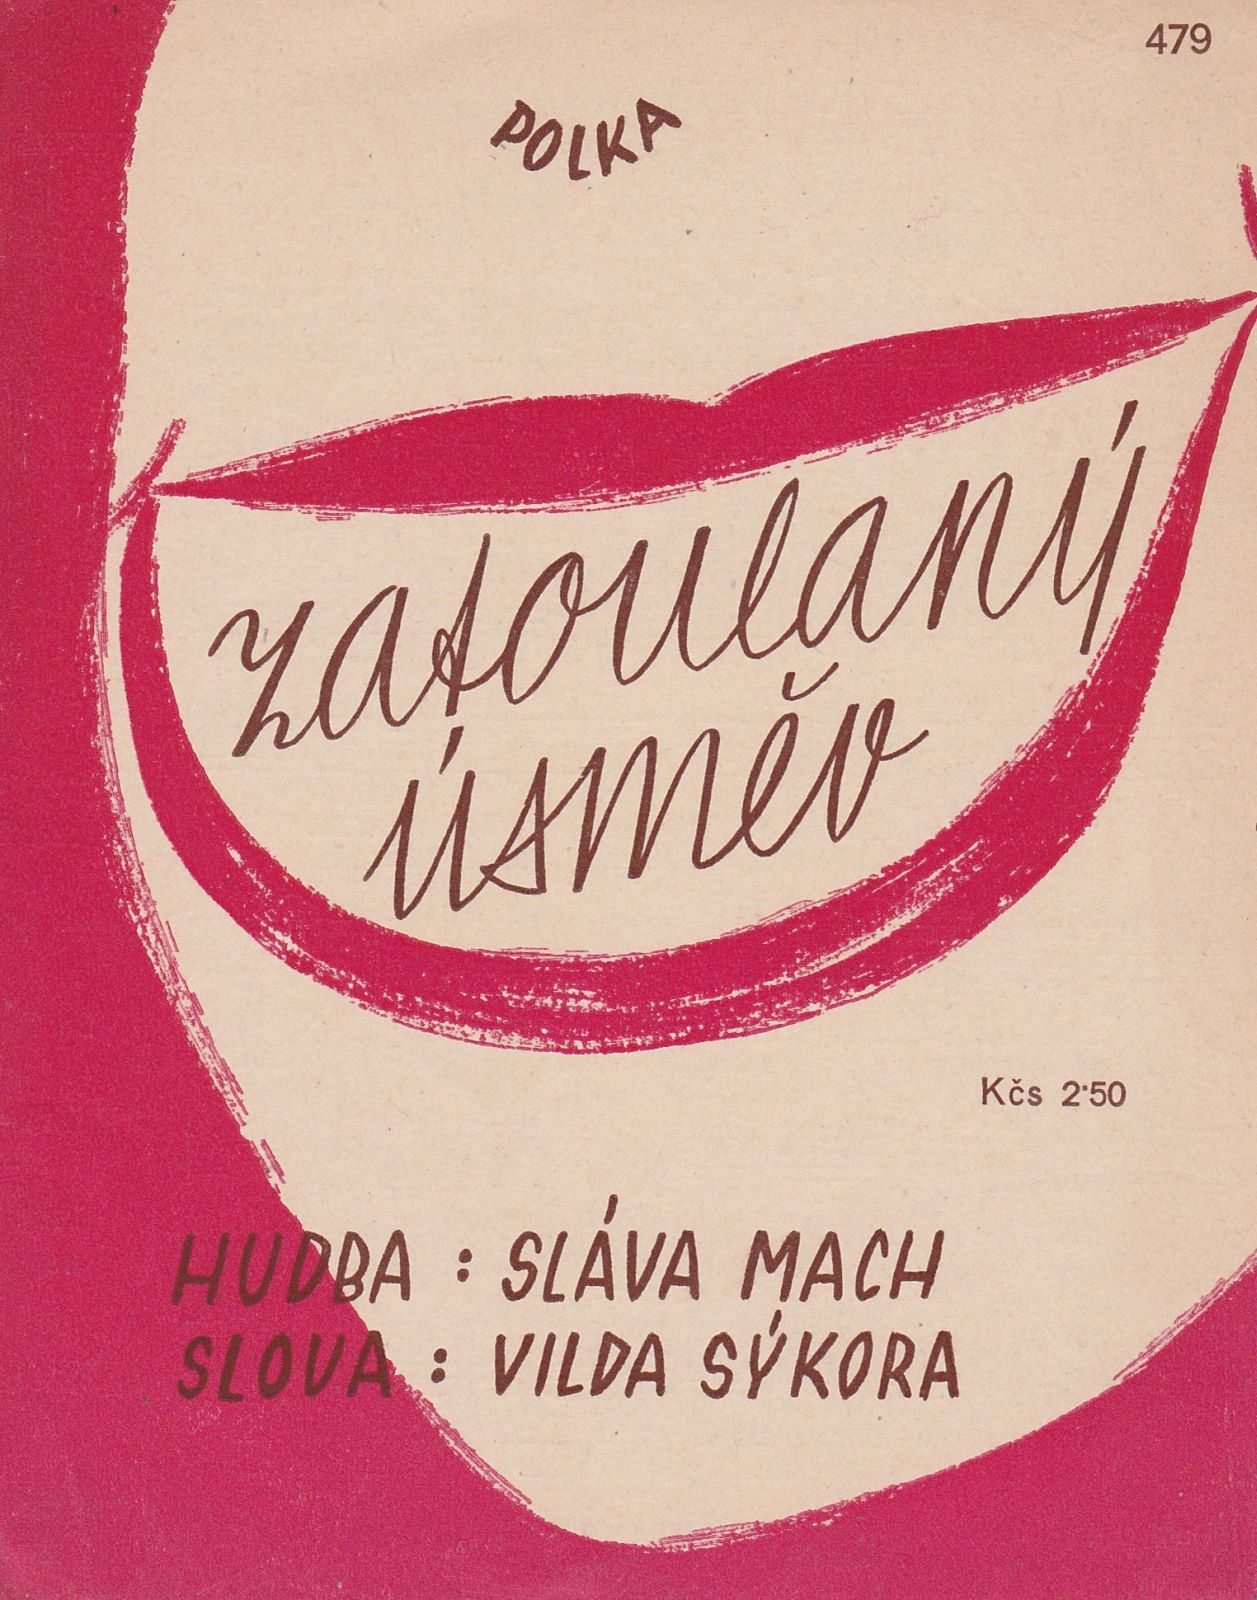 479
POLKA
zatoulaný
úsměv
Kčs 2·50
HUDBA : SLÁVA MACH
SLOVA : VILDA SÝKORA